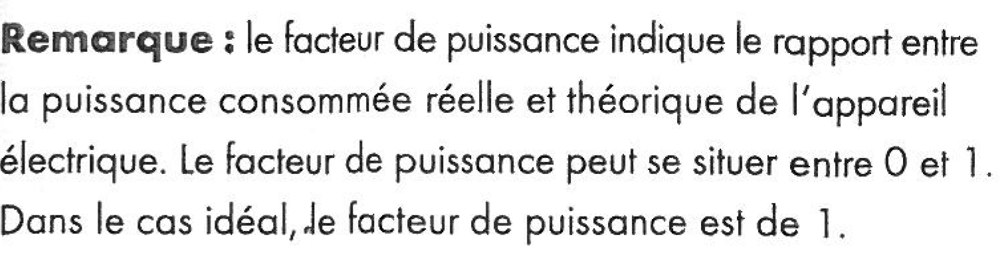 Remarque : le facteur de puissance indique le rapport entre
la puissance consommée réelle et théorique de l'appareil
électrique. Le facteur de puissance peut se situer entre 0 et 1.
Dans le cas idéal, le facteur de puissance est de 1.